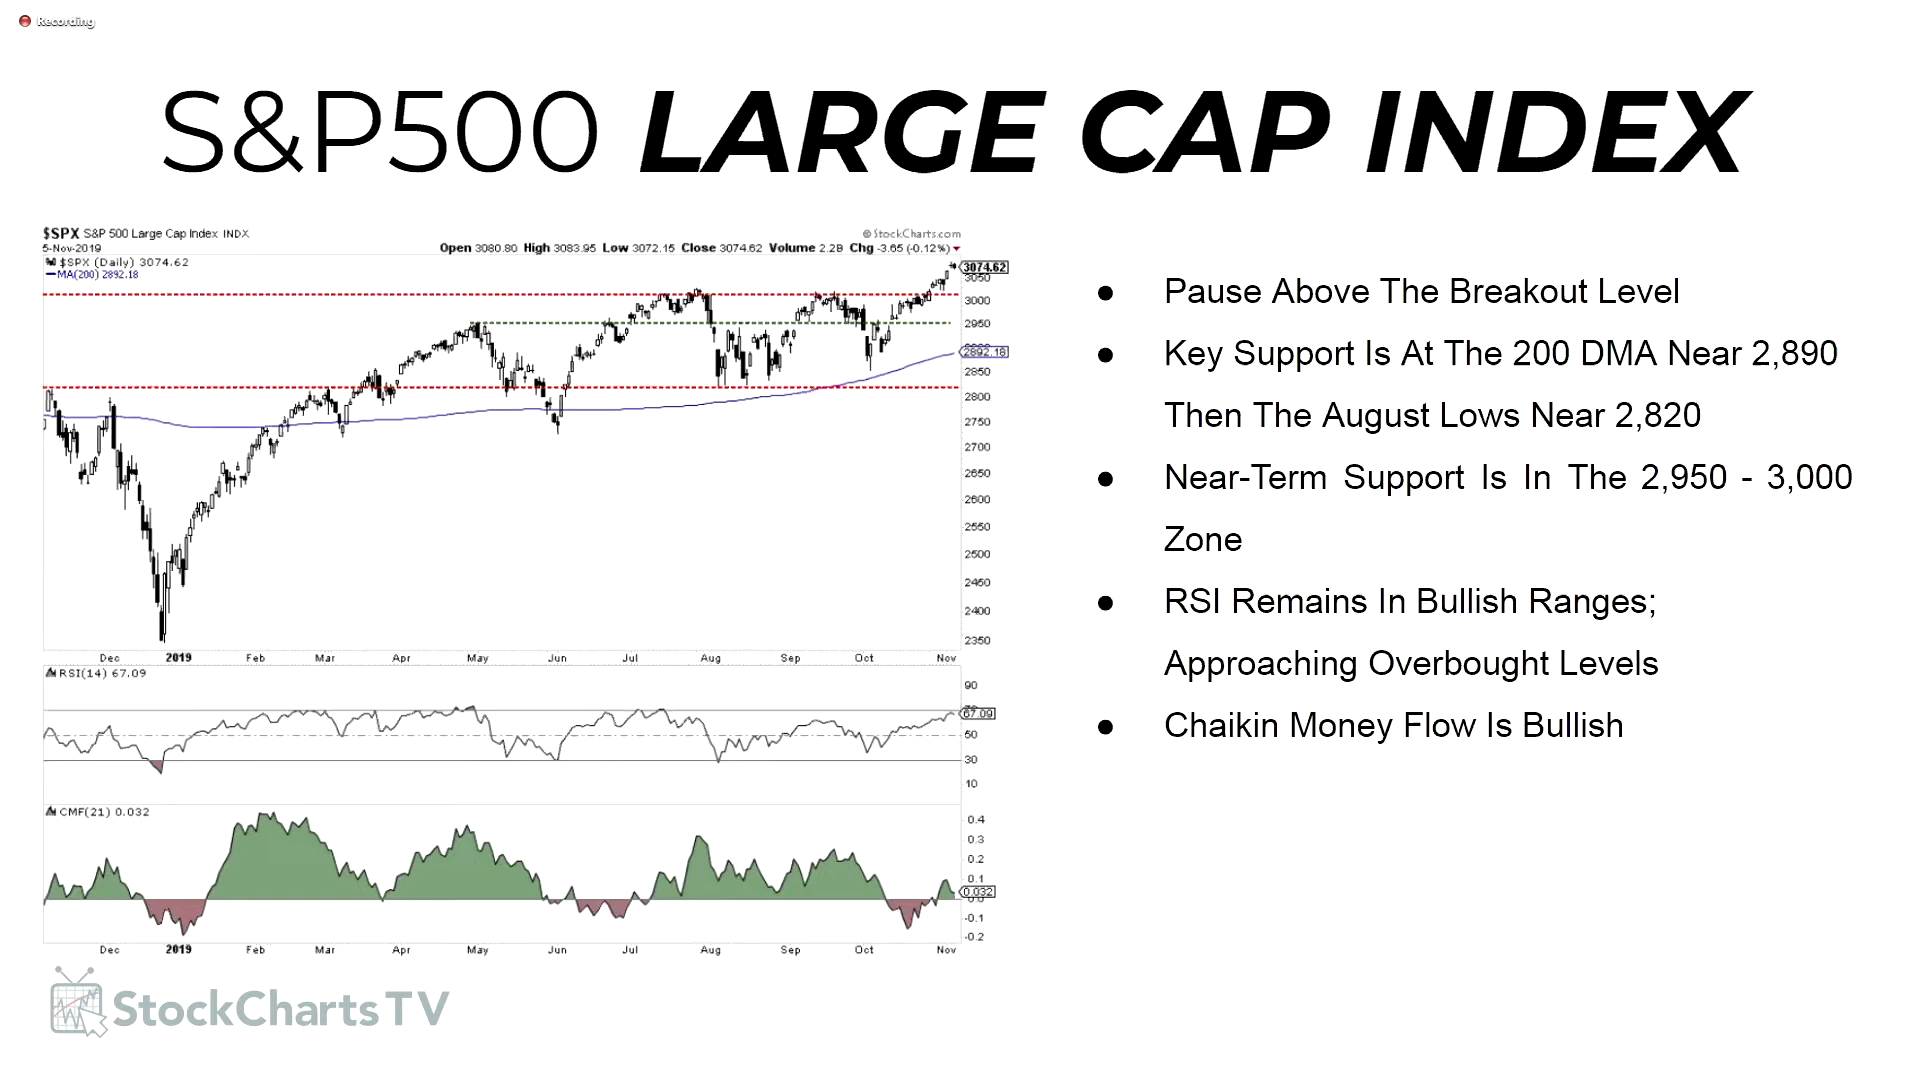 Recording
S&P500 LARGE CAP INDEX
$SPX S&P 500 Large Cap Index INDX
© StockCharts.com
5-Nov-2019
Open 3080.80 High 3083.95 Low 3072.15 Close 3074.62 Volume 2.2B Chg -3.65 (-0.12%)
$SPX (Daily) 3074.62
MA(200) 2892.18
3074.62
3050
3000
2950
2892.18
2850
2800
2750
2700
2650
2600
2550
2500
2450
2400
2350
Dec 2019 Feb Mar Apr May Jun Jul Aug Sep Oct Nov
RSI(14) 67.09
90
67.09
50
30
10
CMF(21) 0.032
0.4
0.3
0.2
0.1
0.032
0.0
-0.1
-0.2
Dec 2019 Feb Mar Apr May Jun Jul Aug Sep Oct Nov
StockCharts TV
● Pause Above The Breakout Level
● Key Support Is At The 200 DMA Near 2,890
Then The August Lows Near 2,820
● Near-Term Support Is In The 2,950 - 3,000
Zone
● RSI Remains In Bullish Ranges;
Approaching Overbought Levels
● Chaikin Money Flow Is Bullish